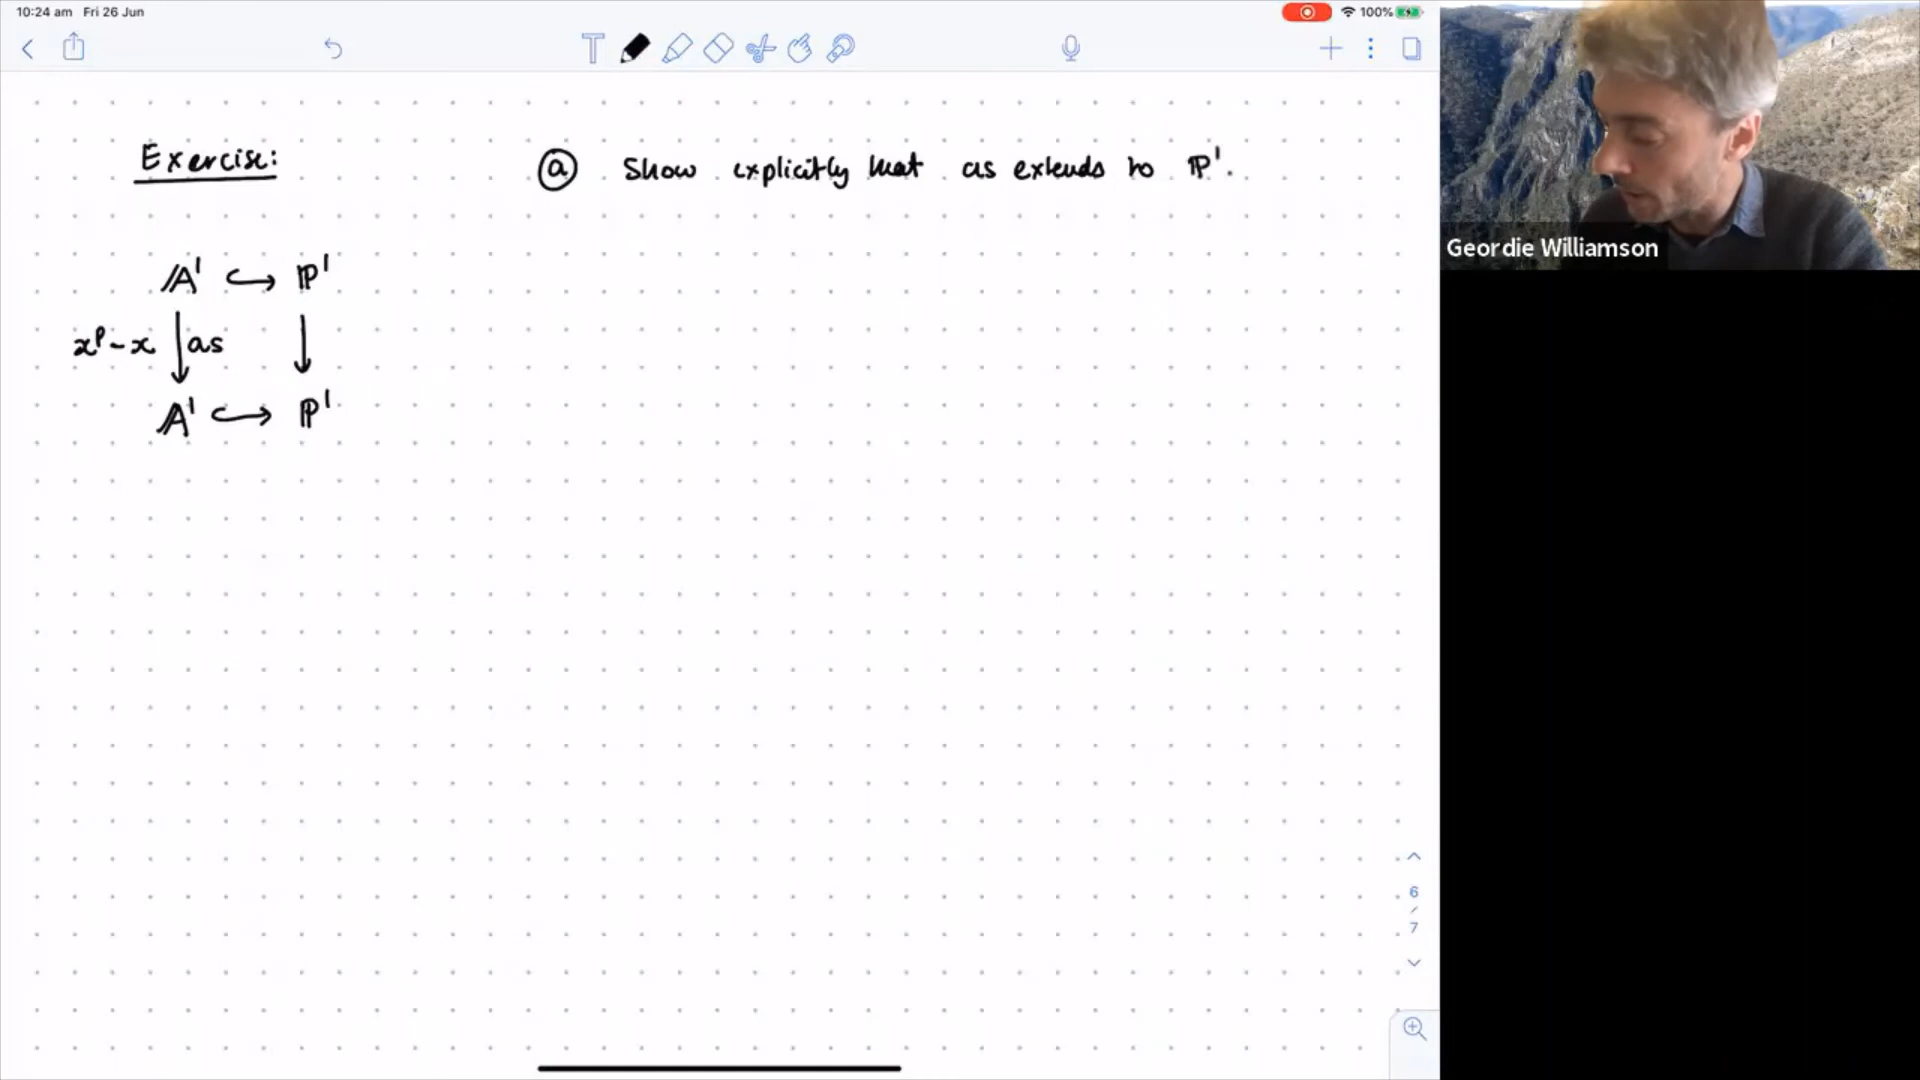 10:24 am Fri 26 Jun
100%
Exercise:
ⓐ Show explicitly that as extends to ℙ¹.
𝔸¹ ↪ ℙ¹
xᵖ - x ↓ as ↓
𝔸¹ ↪ ℙ¹
Geordie Williamson
6
/
7